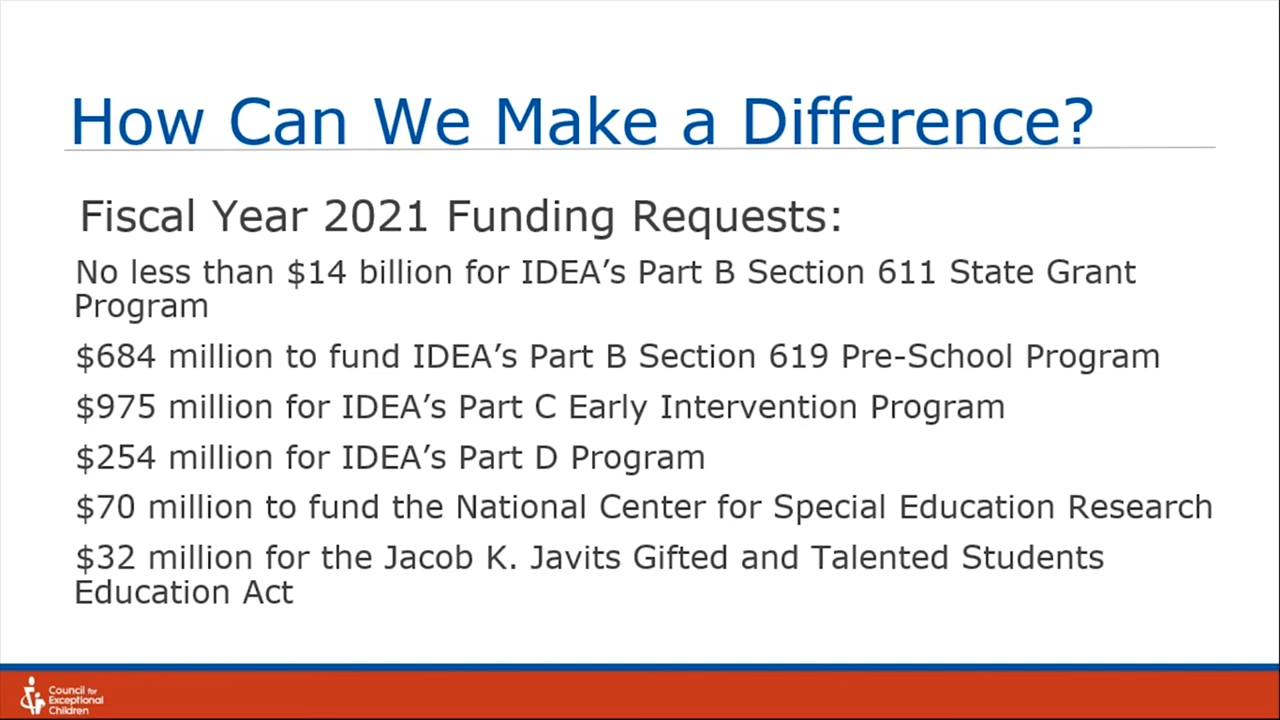 How Can We Make a Difference?
Fiscal Year 2021 Funding Requests:
No less than $14 billion for IDEA’s Part B Section 611 State Grant
Program
$684 million to fund IDEA’s Part B Section 619 Pre-School Program
$975 million for IDEA’s Part C Early Intervention Program
$254 million for IDEA’s Part D Program
$70 million to fund the National Center for Special Education Research
$32 million for the Jacob K. Javits Gifted and Talented Students
Education Act
Council for
Exceptional
Children